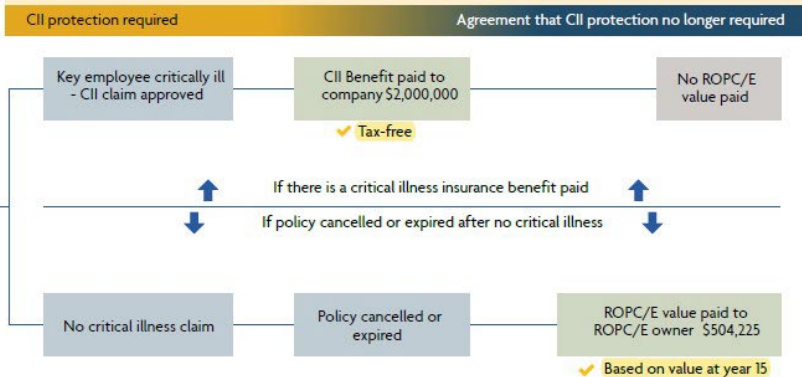 CII protection required
Agreement that CII protection no longer required
Key employee critically ill
- CII claim approved
CII Benefit paid to
company $2,000,000
No ROPC/E
value paid
Tax-free
If there is a critical illness insurance benefit paid
If policy cancelled or expired after no critical illness
No critical illness claim
Policy cancelled or
expired
ROPC/E value paid to
ROPC/E owner $504,225
Based on value at year 15